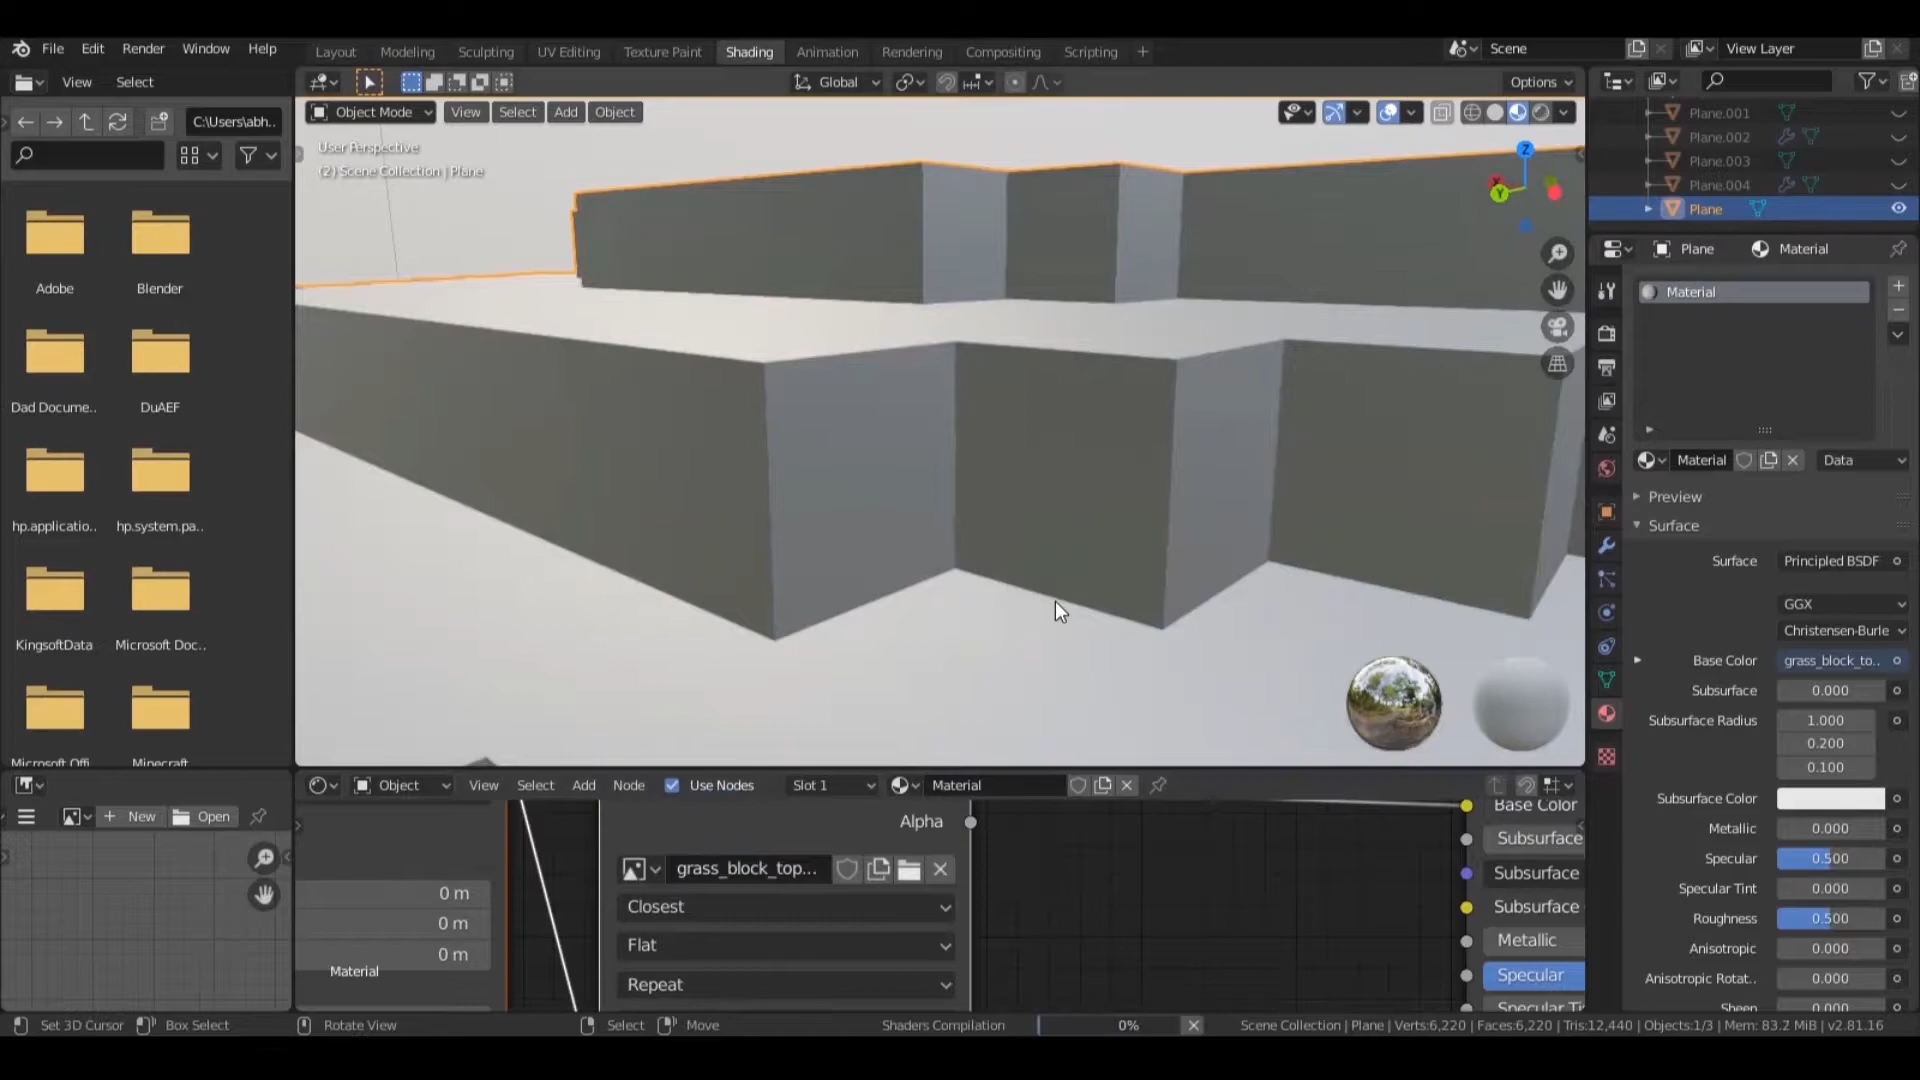 File Edit Render Window Help
Layout Modeling Sculpting UV Editing Texture Paint Shading Animation Rendering Compositing Scripting +
Scene
View Layer
View Select
Global
Options
C:\Users\abh..
Object Mode View Select Add Object
User Perspective
(2) Scene Collection | Plane
Z
X
Y
Plane.001
Plane.002
Plane.003
Plane.004
Plane
Plane Material
Material
Material
Data
Adobe
Blender
Dad Docume..
DuAEF
hp.applicatio..
hp.system.pa..
KingsoftData
Microsoft Doc..
Microsoft Offi..
Minecraft
Preview
Surface
Surface Principled BSDF
GGX
Christensen-Burle
Base Color grass_block_to..
Subsurface 0.000
Subsurface Radius 1.000
0.200
0.100
Subsurface Color
Metallic 0.000
Specular 0.500
Specular Tint 0.000
Roughness 0.500
Anisotropic 0.000
Anisotropic Rotat.. 0.000
Sheen 0.000
Object View Select Add Node Use Nodes Slot 1 Material
+ New Open
0 m
0 m
0 m
Material
Alpha
grass_block_top...
Closest
Flat
Repeat
Base Color
Subsurface
Subsurface
Subsurface
Metallic
Specular
Specular Ti
Set 3D Cursor Box Select Rotate View Select Move Shaders Compilation 0% Scene Collection | Plane | Verts:6,220 | Faces:6,220 | Tris:12,440 | Objects:1/3 | Mem: 83.2 MiB | v2.81.16